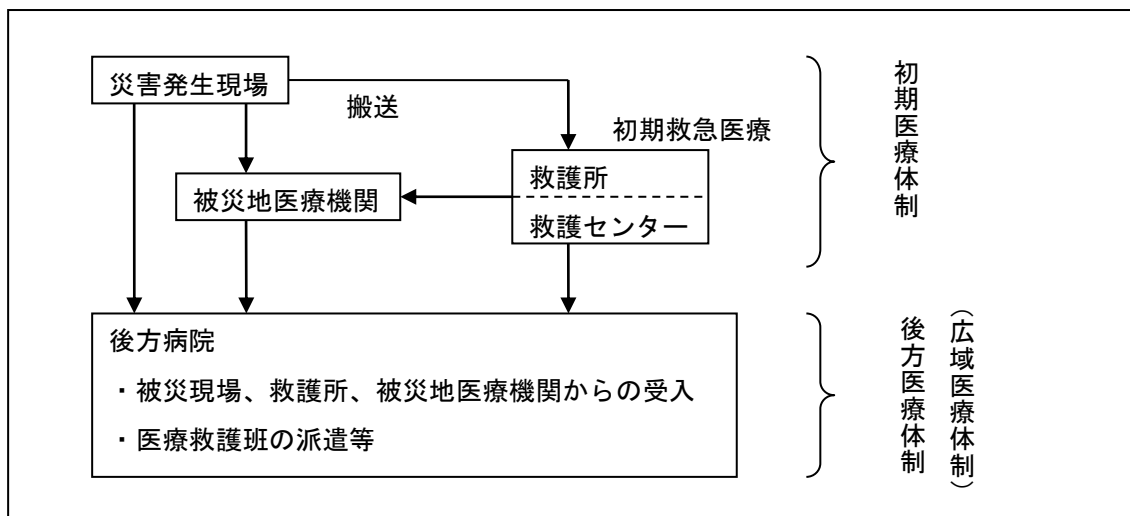 災害発生現場
搬送
初期救急医療
救護所
救護センター
被災地医療機関
初期医療体制
後方病院
・被災現場、救護所、被災地医療機関からの受入
・医療救護班の派遣等
後方医療体制
（広域医療体制）